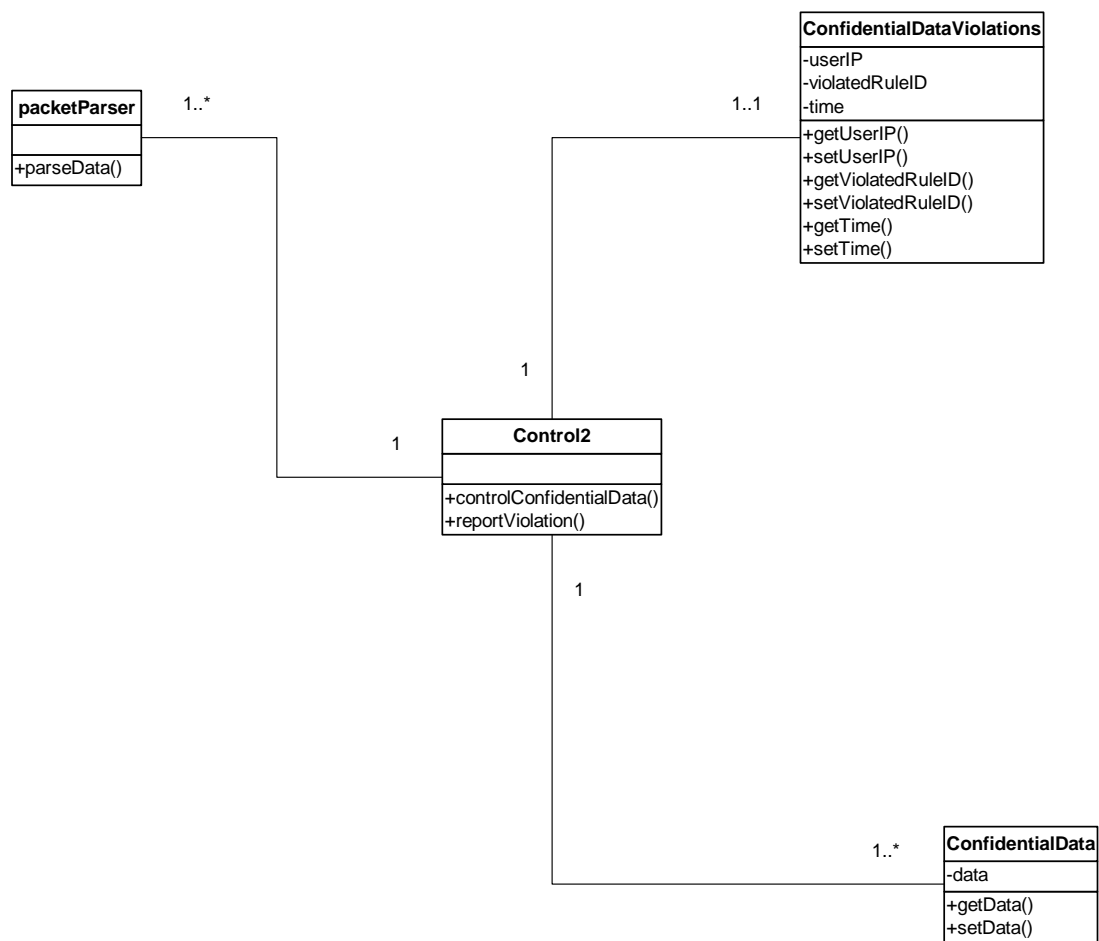 ConfidentialDataViolations
-userIP
-violatedRuleID
-time
+getUserIP()
+setUserIP()
+getViolatedRuleID()
+setViolatedRuleID()
+getTime()
+setTime()
packetParser
+parseData()
1..*
1..1
1
1
Control2
+controlConfidentialData()
+reportViolation()
1
1..*
ConfidentialData
-data
+getData()
+setData()